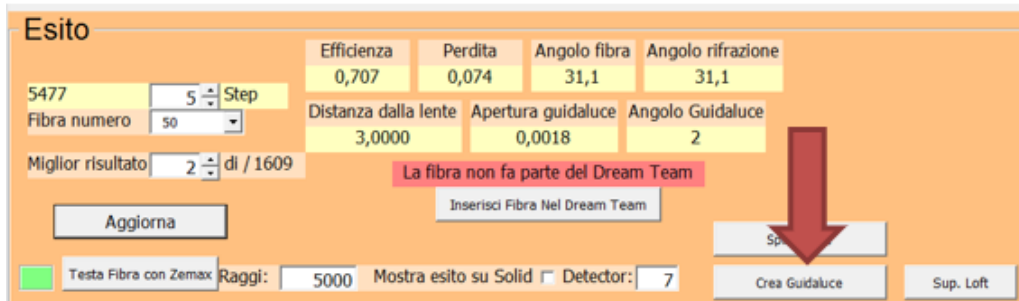 Esito
Efficienza Perdita Angolo fibra Angolo rifrazione
0,707 0,074 31,1 31,1
5477 5 Step
Distanza dalla lente Apertura guidaluce Angolo Guidaluce
Fibra numero 50
3,0000 0,0018 2
Miglior risultato 2 di / 1609
La fibra non fa parte del Dream Team
Inserisci Fibra Nel Dream Team
Aggiorna
Testa Fibra con Zemax Raggi: 5000 Mostra esito su Solid Detector: 7 Crea Guidaluce Sup. Loft